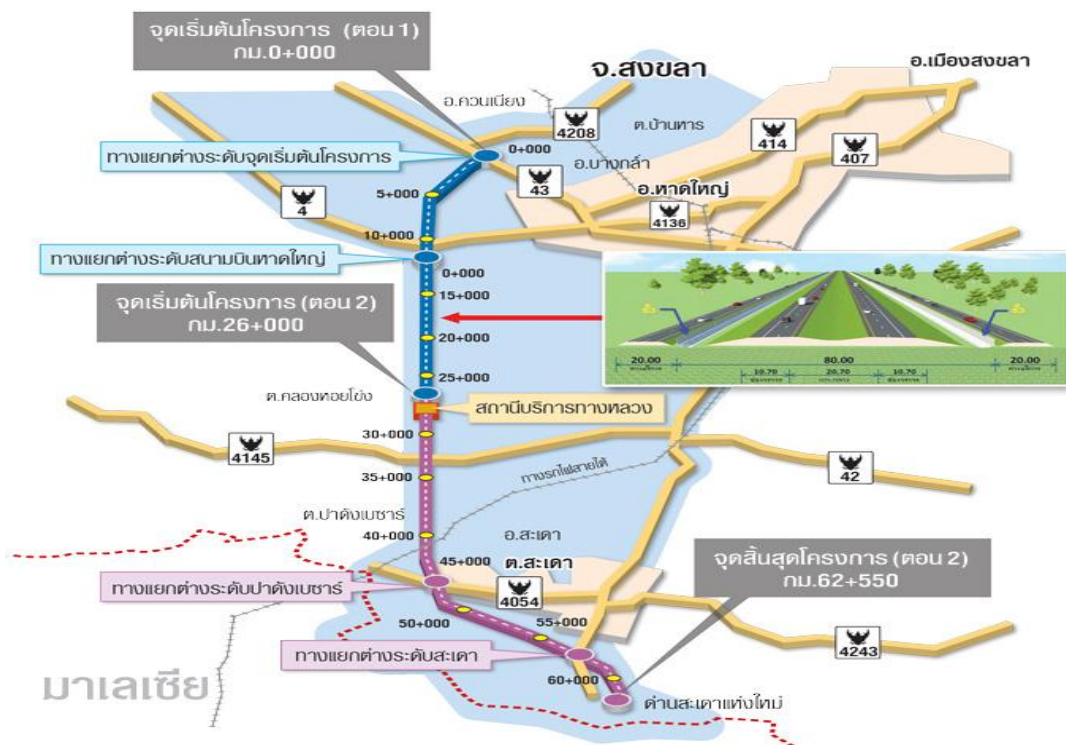 จุดเริ่มต้นโครงการ (ตอน 1)
กม.0+000
จ.สงขลา
อ.เมืองสงขลา
อ.ควนเนียง
4208
ต.บ้านหาร
414
407
ทางแยกต่างระดับจุดเริ่มต้นโครงการ
0+000
อ.บางกล่ำ
43
อ.หาดใหญ่
5+000
4
4136
10+000
ทางแยกต่างระดับสนามบินหาดใหญ่
0+000
จุดเริ่มต้นโครงการ (ตอน 2)
กม.26+000
15+000
20+000
25+000
20.00
80.00
20.00
10.70
20.70
10.70
ต.คลองหอยโข่ง
สถานีบริการทางหลวง
30+000
4145
42
35+000
ทางรถไฟสายใต้
ต.ปาดังเบซาร์
40+000
อ.สะเดา
45+000
ต.สะเดา
จุดสิ้นสุดโครงการ (ตอน 2)
กม.62+550
ทางแยกต่างระดับปาดังเบซาร์
4054
50+000
55+000
4243
ทางแยกต่างระดับสะเดา
60+000
มาเลเซีย
ด่านสะเดาแห่งใหม่